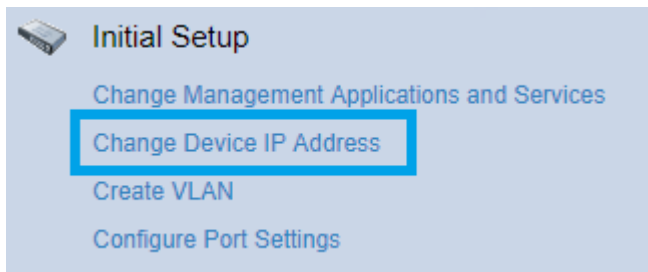 Initial Setup
Change Management Applications and Services
Change Device IP Address
Create VLAN
Configure Port Settings